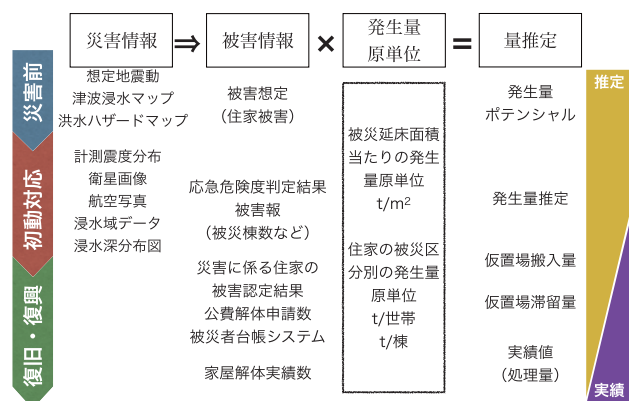 災害情報
⇒
被害情報
×
発生量
原単位
=
量推定
災害前
想定地震動
津波浸水マップ
洪水ハザードマップ
被害想定
（住家被害）
発生量
ポテンシャル
推定
初動対応
計測震度分布
衛星画像
航空写真
浸水域データ
浸水深分布図
応急危険度判定結果
被害報
（被災棟数など）
被災延床面積
当たりの発生
量原単位
t/m²
発生量推定
復旧・復興
災害に係る住家の
被害認定結果
公費解体申請数
被災者台帳システム
家屋解体実績数
住家の被災区
分別の発生量
原単位
t/世帯
t/棟
仮置場搬入量
仮置場滞留量
実績値
（処理量）
実績